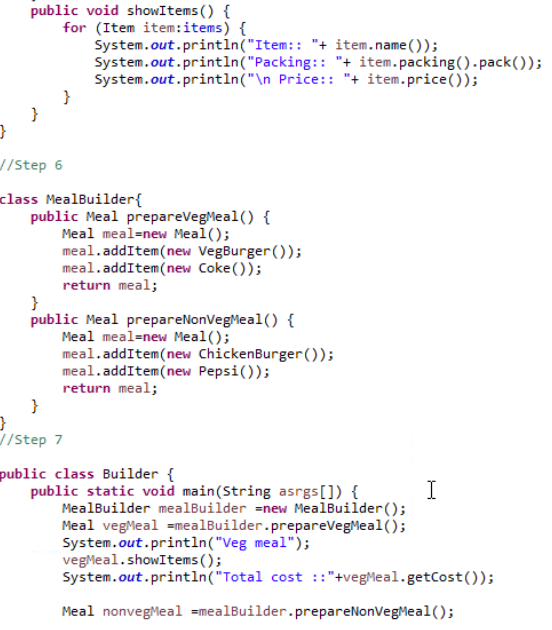 public void showItems() {
for (Item item:items) {
System.out.println("Item:: "+ item.name());
System.out.println("Packing:: "+ item.packing().pack());
System.out.println("\n Price:: "+ item.price());
}
}
}
//Step 6
class MealBuilder{
public Meal prepareVegMeal() {
Meal meal=new Meal();
meal.addItem(new VegBurger());
meal.addItem(new Coke());
return meal;
}
public Meal prepareNonVegMeal() {
Meal meal=new Meal();
meal.addItem(new ChickenBurger());
meal.addItem(new Pepsi());
return meal;
}
}
//Step 7
public class Builder {
public static void main(String asrgs[]) {
MealBuilder mealBuilder =new MealBuilder();
Meal vegMeal =mealBuilder.prepareVegMeal();
System.out.println("Veg meal");
vegMeal.showItems();
System.out.println("Total cost ::"+vegMeal.getCost());
Meal nonvegMeal =mealBuilder.prepareNonVegMeal();